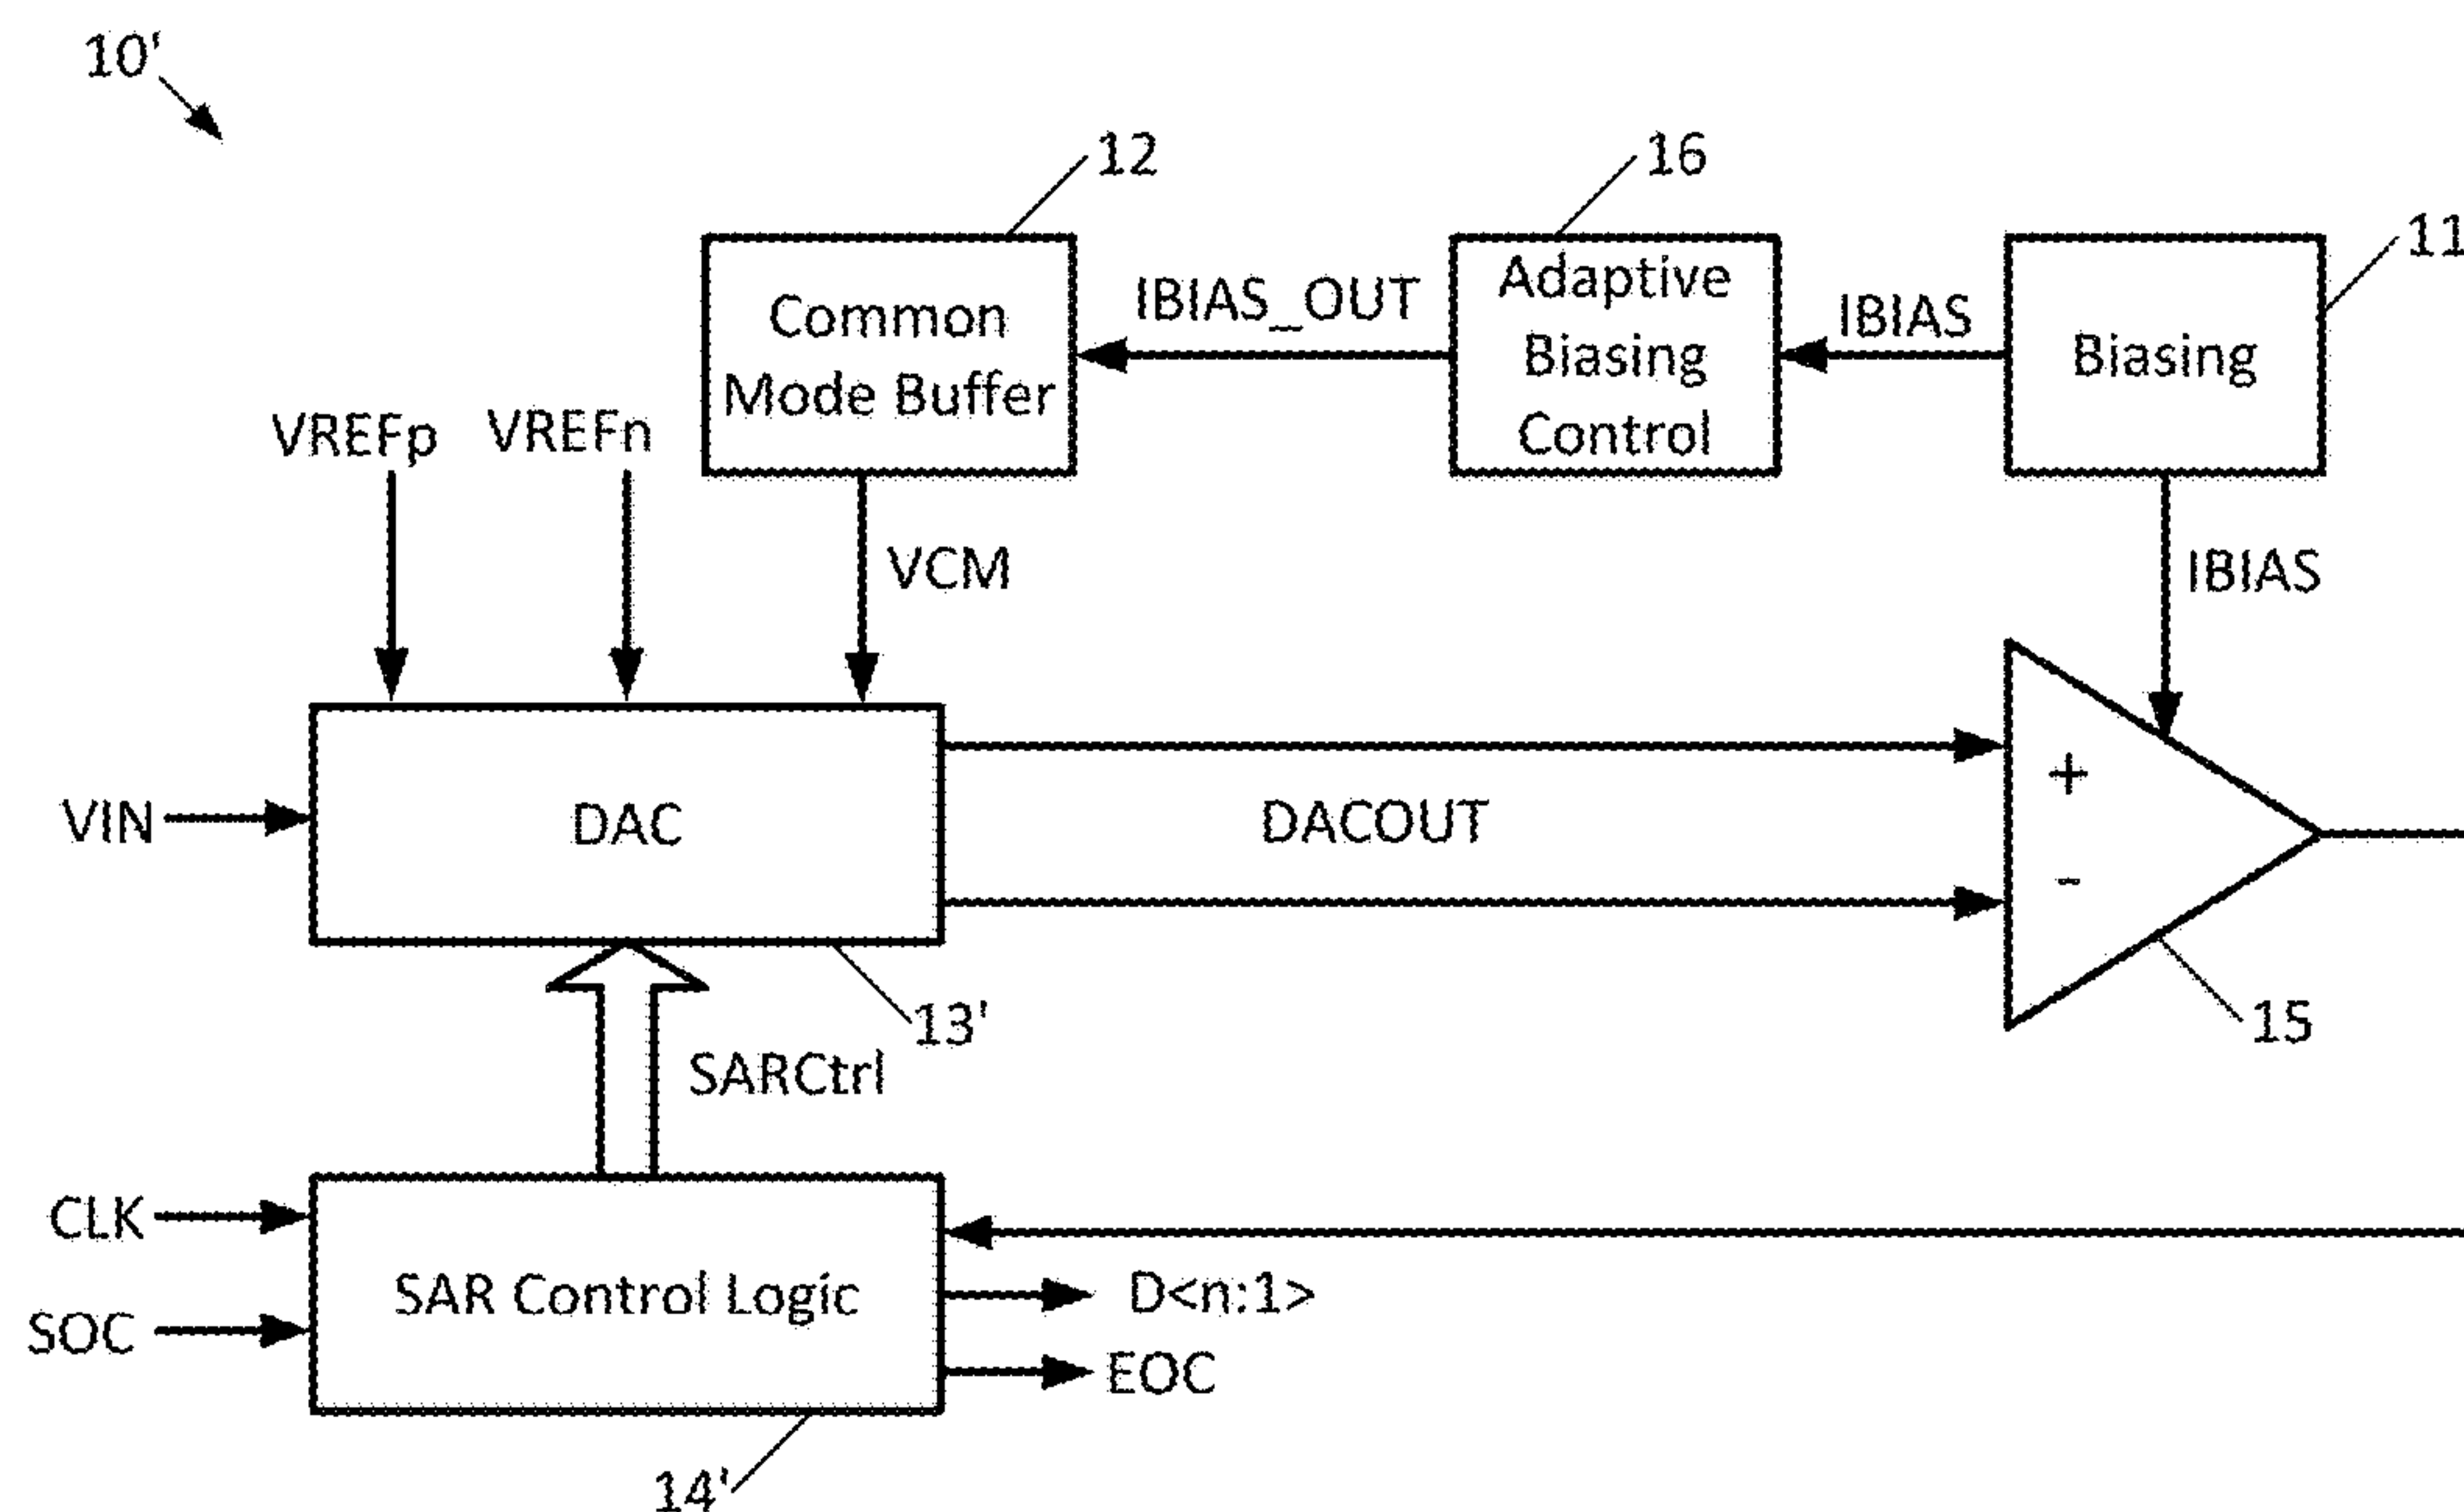 10'
12
16
11
Common
Mode Buffer
IBIAS_OUT
Adaptive
Biasing
Control
IBIAS
Biasing
VREFp
VREFn
VCM
IBIAS
VIN
DAC
DACOUT
+
-
13'
15
SARCtrl
CLK
SOC
SAR Control Logic
D<n:1>
EOC
14'